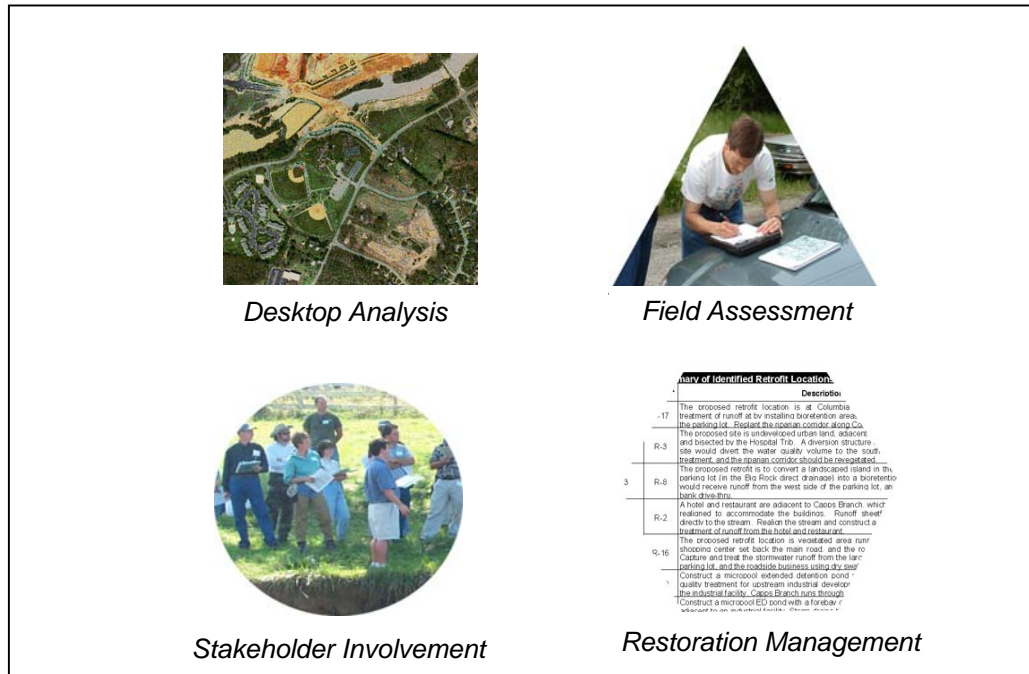 Desktop Analysis
Field Assessment
mary of Identified Retrofit Locations
Description
-17
The proposed retrofit location is at Columbia
treatment of runoff at by installing bioretention areas
the parking lot. Replant the riparian corridor along
R-3
The proposed site is undeveloped urban land, adjacent
and bisected by the Hospital Trib. A diversion structure
site would divert the water quality volume to the south
treatment, and the riparian corridor should be revegetated.
3
R-8
The proposed retrofit is to convert a landscaped island in the
parking lot (in the Big Rock direct drainage) into a bioretentio
would receive runoff from the west side of the parking lot, an
bank drive-thru.
R-2
A hotel and restaurant are adjacent to Capps Branch, which
realigned to accommodate the buildings. Runoff sheetf
directly to the stream. Realign the stream and construct a
treatment of runoff from the hotel and restaurant.
R-16
The proposed retrofit location is vegetated area runn
shopping center set back the main road, and the ro
Capture and treat the stormwater runoff from the larg
parking lot, and the roadside business using dry swa
Construct a micropool extended detention pond
quality treatment for upstream industrial develop
the industrial facility. Capps Branch runs through
Construct a micropool ED pond with a forebay
adjacent to an industrial facility.
Stakeholder Involvement
Restoration Management